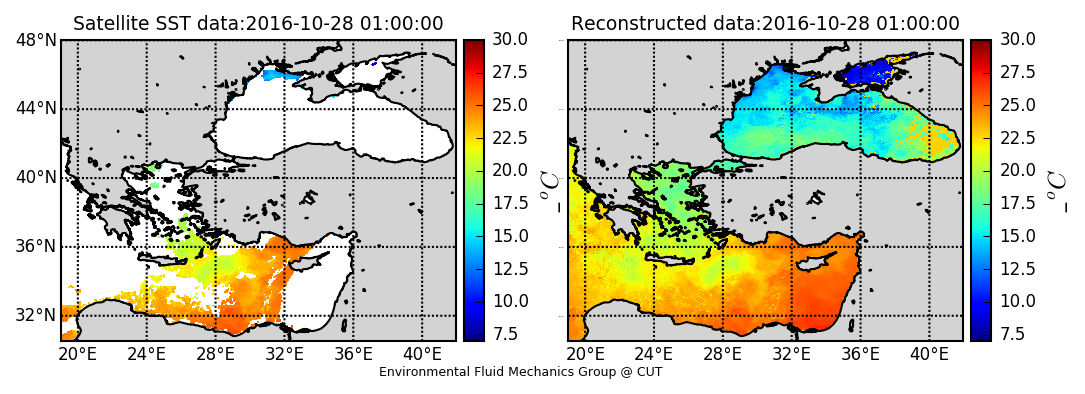 Satellite SST data:2016-10-28 01:00:00
48°N
44°N
40°N
36°N
32°N
20°E 24°E 28°E 32°E 36°E 40°E
30.0
27.5
25.0
22.5
20.0
17.5
15.0
12.5
10.0
7.5
_°C
Reconstructed data:2016-10-28 01:00:00
20°E 24°E 28°E 32°E 36°E 40°E
30.0
27.5
25.0
22.5
20.0
17.5
15.0
12.5
10.0
7.5
_°C
Environmental Fluid Mechanics Group @ CUT